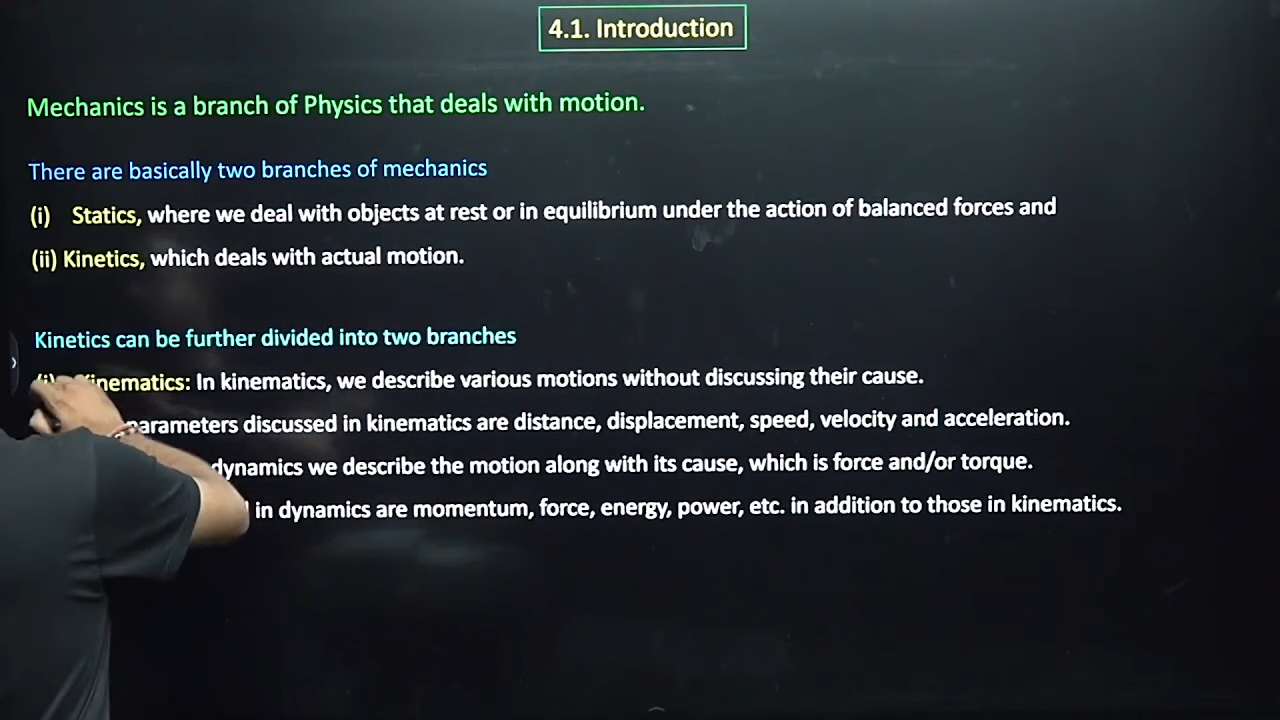 4.1. Introduction
Mechanics is a branch of Physics that deals with motion.
There are basically two branches of mechanics
(i) Statics, where we deal with objects at rest or in equilibrium under the action of balanced forces and
(ii) Kinetics, which deals with actual motion.
Kinetics can be further divided into two branches
(i) Kinematics: In kinematics, we describe various motions without discussing their cause.
parameters discussed in kinematics are distance, displacement, speed, velocity and acceleration.
dynamics we describe the motion along with its cause, which is force and/or torque.
in dynamics are momentum, force, energy, power, etc. in addition to those in kinematics.